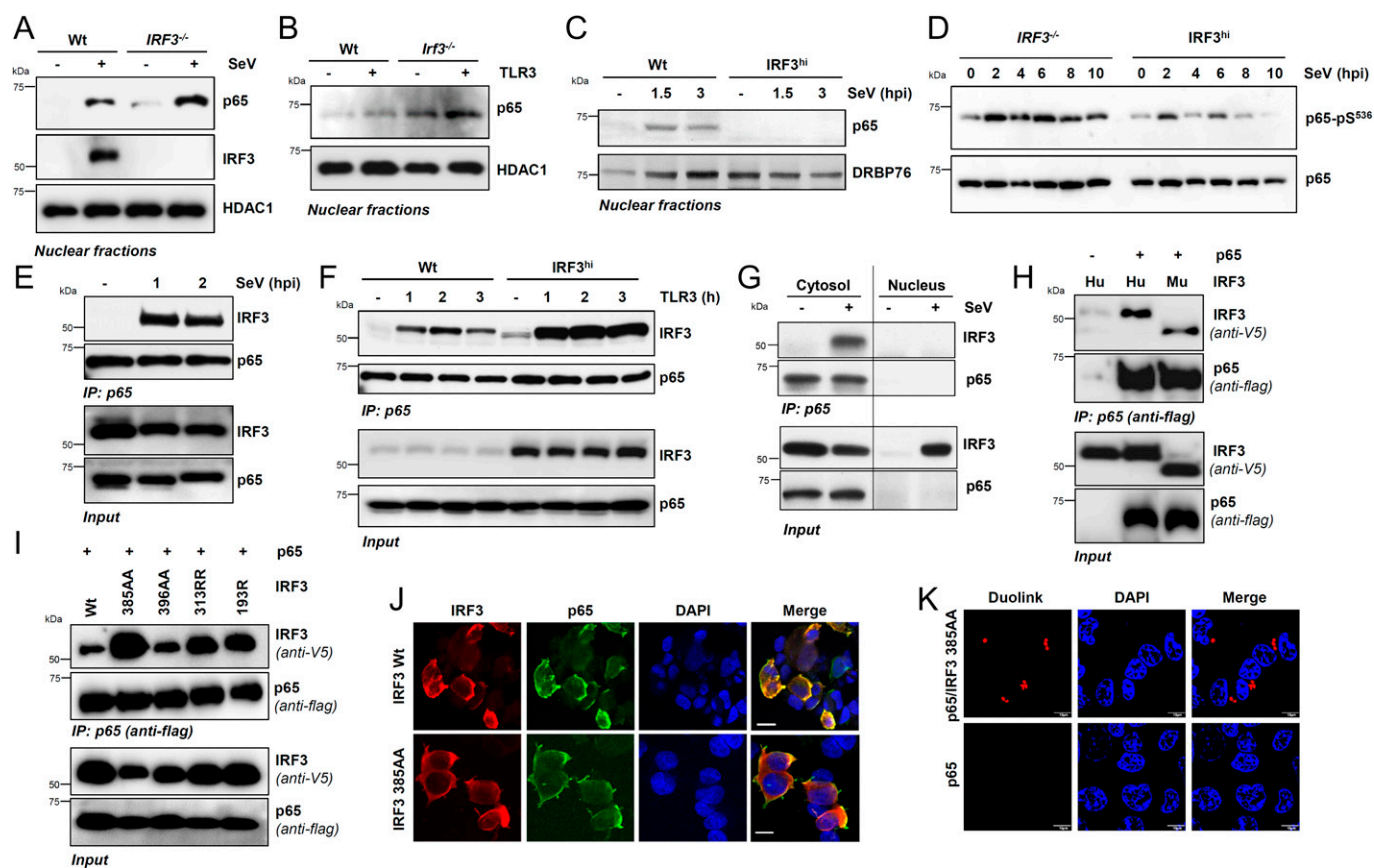 A
Wt IRF3-/-
- + - + SeV
kDa
75
p65
50
IRF3
75
HDAC1
Nuclear fractions
B
Wt Irf3-/-
- + - + TLR3
kDa
75
p65
75
HDAC1
Nuclear fractions
C
Wt IRF3hi
- 1.5 3 - 1.5 3 SeV (hpi)
kDa
75
p65
DRBP76
Nuclear fractions
D
IRF3-/- IRF3hi
0 2 4 6 8 10 0 2 4 6 8 10 SeV (hpi)
kDa
75
p65-pS536
75
p65
E
- 1 2 SeV (hpi)
kDa
50
IRF3
75
p65
IP: p65
50
IRF3
75
p65
Input
F
Wt IRF3hi
- 1 2 3 - 1 2 3 TLR3 (h)
kDa
50
IRF3
75
p65
IP: p65
50
IRF3
75
p65
Input
G
Cytosol Nucleus
- + - + SeV
kDa
50
IRF3
75
p65
IP: p65
50
IRF3
75
p65
Input
H
- + + p65
Hu Hu Mu IRF3
kDa
50
IRF3
(anti-V5)
75
p65
(anti-flag)
IP: p65 (anti-flag)
50
IRF3
(anti-V5)
75
p65
(anti-flag)
Input
I
+ + + + + p65
Wt 385AA 396AA 313RR 193R IRF3
kDa
50
IRF3
(anti-V5)
75
p65
(anti-flag)
IP: p65 (anti-flag)
50
IRF3
(anti-V5)
75
p65
(anti-flag)
Input
J
IRF3 p65 DAPI Merge
IRF3 Wt
IRF3 385AA
K
Duolink DAPI Merge
p65/IRF3 385AA
p65